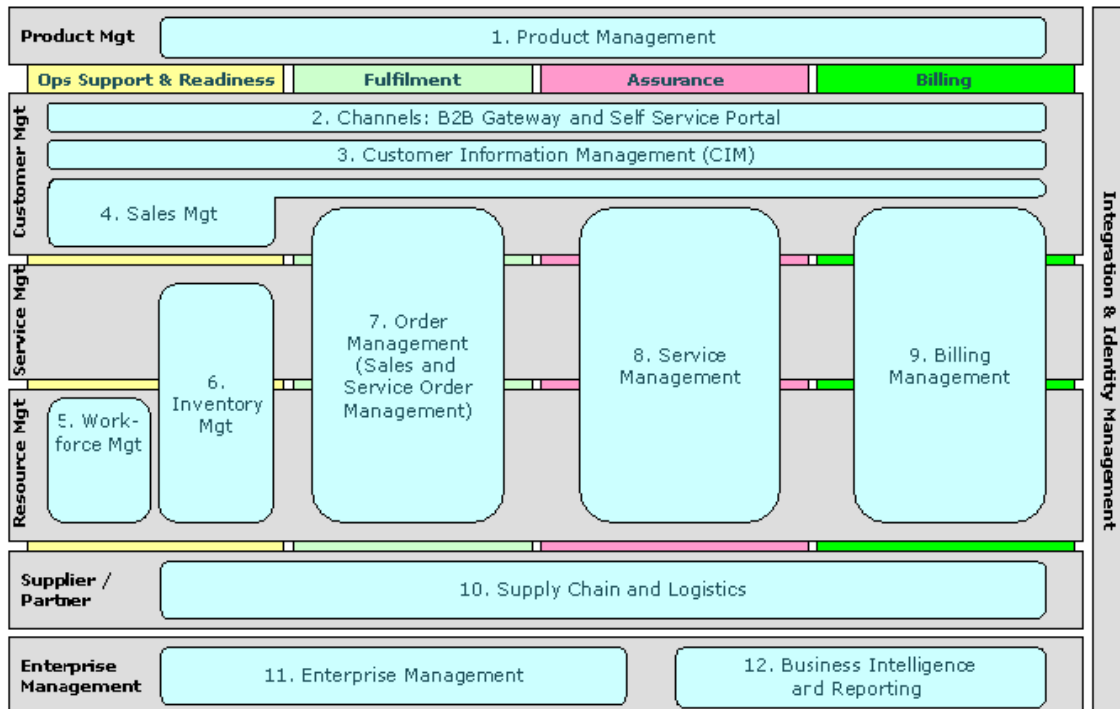 Product Mgt
1. Product Management
Ops Support & Readiness
Fulfilment
Assurance
Billing
Customer Mgt
2. Channels: B2B Gateway and Self Service Portal
3. Customer Information Management (CIM)
4. Sales Mgt
Service Mgt
Resource Mgt
5. Work-
force Mgt
6.
Inventory
Mgt
7. Order
Management
(Sales and
Service Order
Management)
8. Service
Management
9. Billing
Management
Supplier /
Partner
10. Supply Chain and Logistics
Enterprise
Management
11. Enterprise Management
12. Business Intelligence
and Reporting
Integration & Identity Management